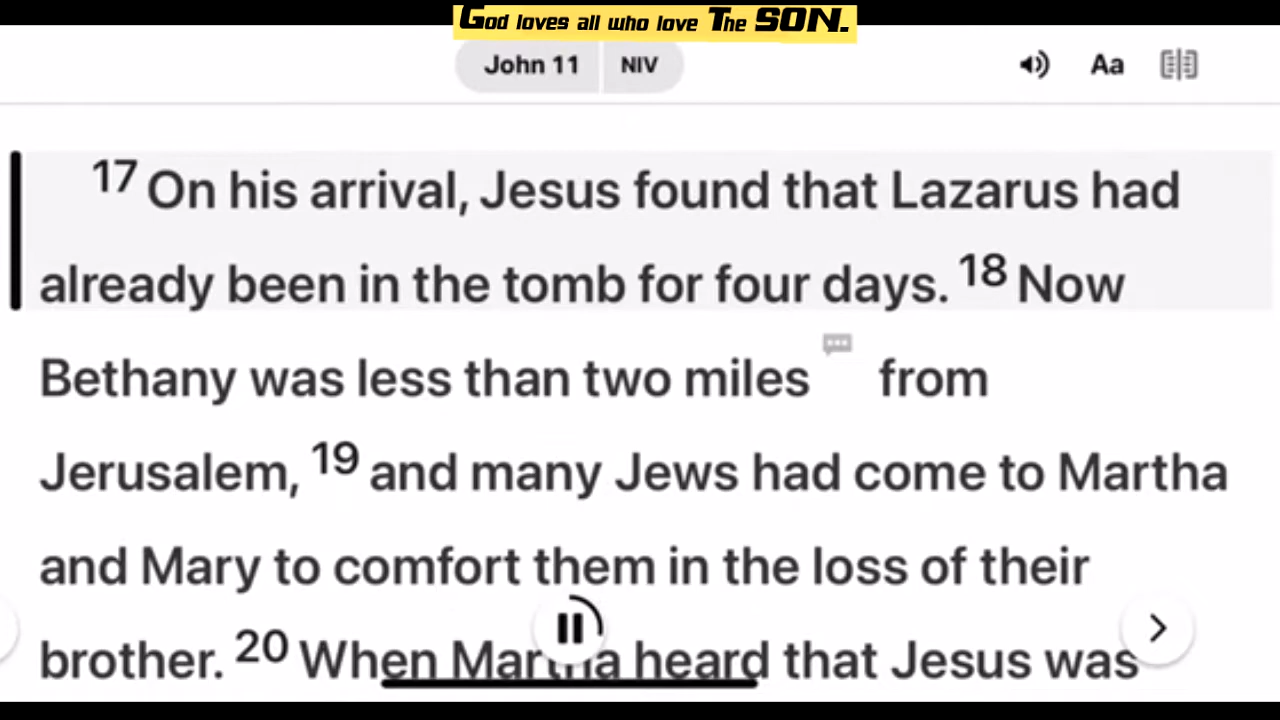 God loves all who love The SON.
John 11 NIV Aa
17 On his arrival, Jesus found that Lazarus had
already been in the tomb for four days. 18 Now
Bethany was less than two miles from
Jerusalem, 19 and many Jews had come to Martha
and Mary to comfort them in the loss of their
brother. 20 When Martha heard that Jesus was